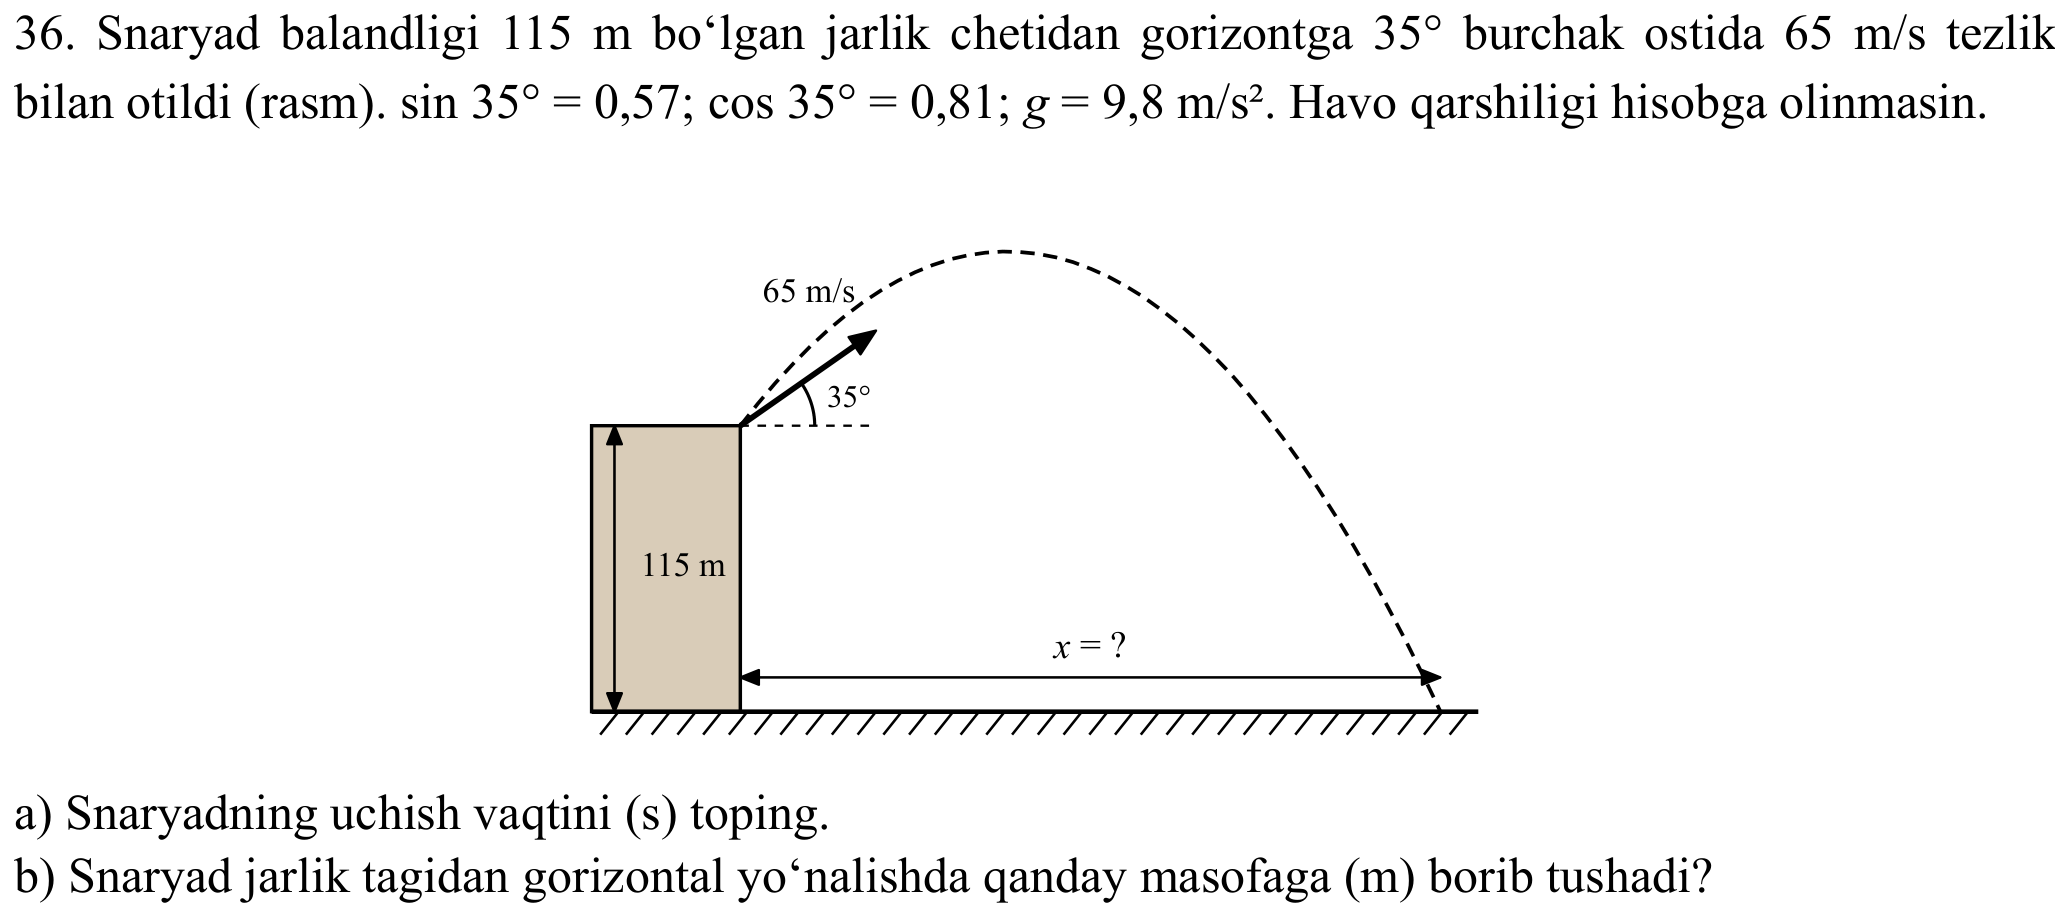 36. Snaryad balandligi 115 m bo‘lgan jarlik chetidan gorizontga 35° burchak ostida 65 m/s tezlik
bilan otildi (rasm). sin 35° = 0,57; cos 35° = 0,81; g = 9,8 m/s². Havo qarshiligi hisobga olinmasin.
65 m/s
35°
115 m
x = ?
a) Snaryadning uchish vaqtini (s) toping.
b) Snaryad jarlik tagidan gorizontal yo‘nalishda qanday masofaga (m) borib tushadi?